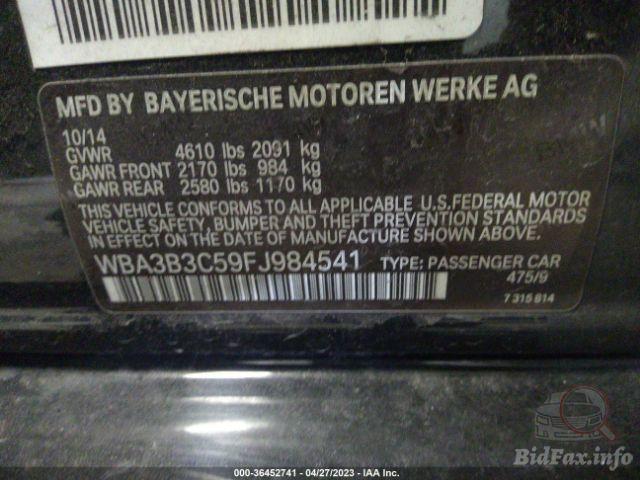 MFD BY BAYERISCHE MOTOREN WERKE AG
10/14
GVWR 4610 lbs 2091 kg
GAWR FRONT 2170 lbs 984 kg
GAWR REAR 2580 lbs 1170 kg
THIS VEHICLE CONFORMS TO ALL APPLICABLE U.S.FEDERAL MOTOR
VEHICLE SAFETY, BUMPER AND THEFT PREVENTION STANDARDS
IN EFFECT ON THE DATE OF MANUFACTURE SHOWN ABOVE.
WBA3B3C59FJ984541 TYPE: PASSENGER CAR
475/9
7 315 814
BidFax.info
000-36452741 - 04/27/2023 - IAA Inc.